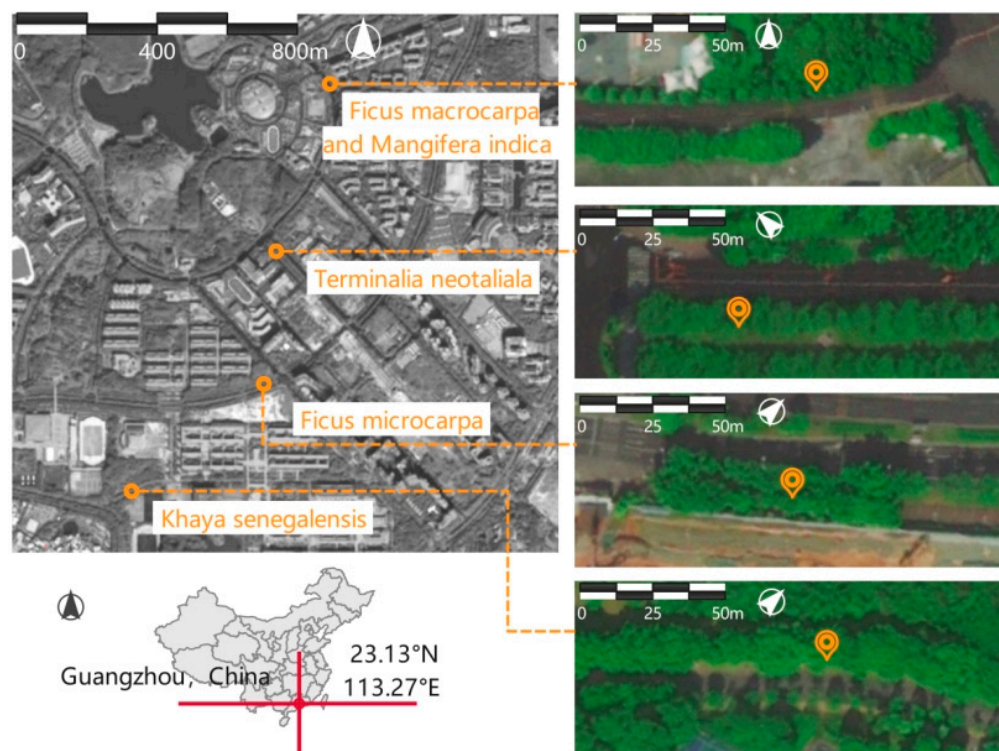 0 400 800m
Ficus macrocarpa
and Mangifera indica
Terminalia neotaliala
Ficus microcarpa
Khaya senegalensis
0 25 50m
0 25 50m
0 25 50m
0 25 50m
Guangzhou, China
23.13°N
113.27°E